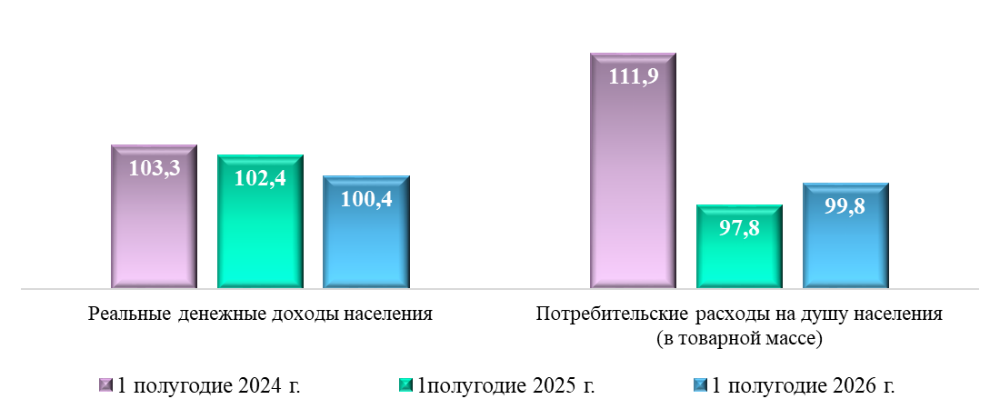 111,9
103,3
102,4
100,4
97,8
99,8
Реальные денежные доходы населения
Потребительские расходы на душу населения
(в товарной массе)
1 полугодие 2024 г.
1полугодие 2025 г.
1 полугодие 2026 г.